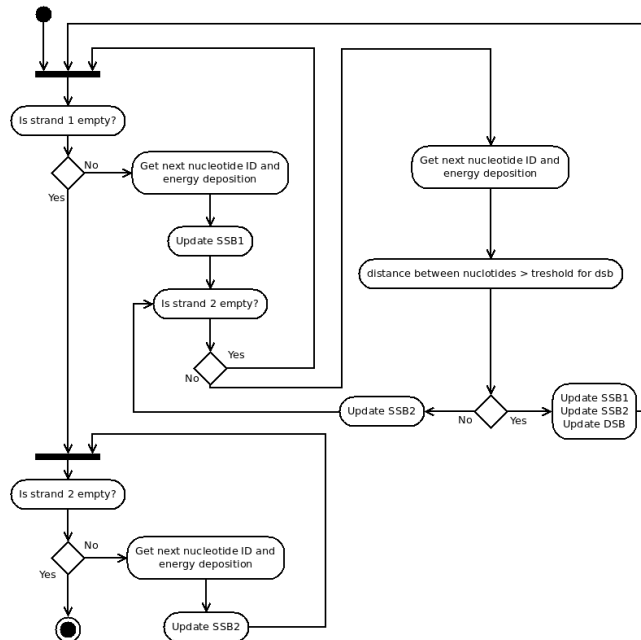 Is strand 1 empty?
No
Yes
Get next nucleotide ID and
energy deposition
Update SSB1
Is strand 2 empty?
Yes
No
Get next nucleotide ID and
energy deposition
distance between nuclotides > treshold for dsb
No
Yes
Update SSB2
Update SSB1
Update SSB2
Update DSB
Is strand 2 empty?
No
Yes
Get next nucleotide ID and
energy deposition
Update SSB2